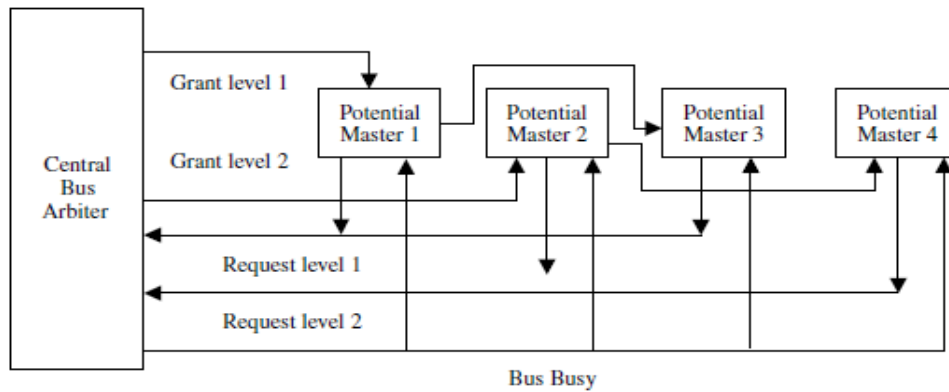 Grant level 1
Potential
Master 1
Potential
Master 2
Potential
Master 3
Potential
Master 4
Central
Bus
Arbiter
Grant level 2
Request level 1
Request level 2
Bus Busy